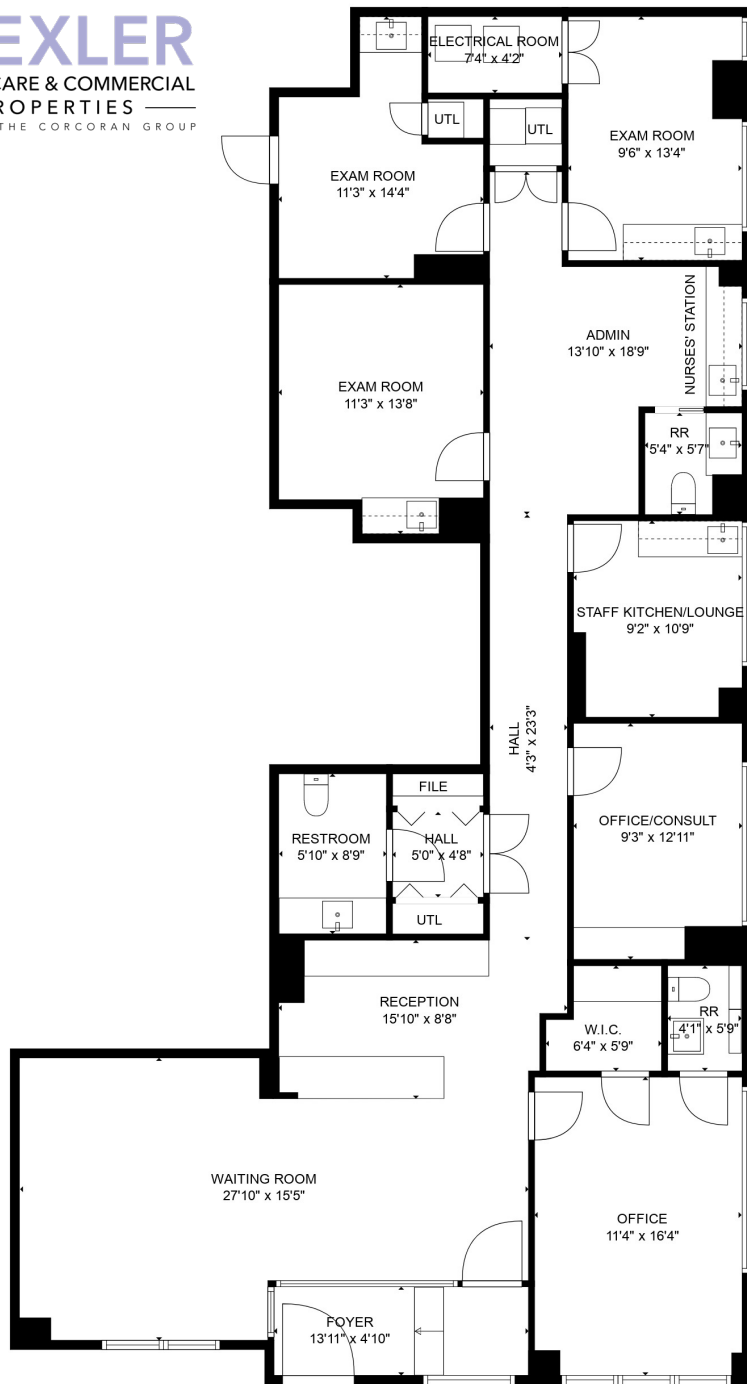 EXLER
CARE & COMMERCIAL
ROPERTIES
THE CORCORAN GROUP
ELECTRICAL ROOM
7'4" x 4'2"
UTL
UTL
EXAM ROOM
9'6" x 13'4"
EXAM ROOM
11'3" x 14'4"
ADMIN
13'10" x 18'9"
NURSES' STATION
EXAM ROOM
11'3" x 13'8"
RR
5'4" x 5'7"
STAFF KITCHEN/LOUNGE
9'2" x 10'9"
HALL
4'3" x 23'3"
FILE
RESTROOM
5'10" x 8'9"
HALL
5'0" x 4'8"
OFFICE/CONSULT
9'3" x 12'11"
UTL
RECEPTION
15'10" x 8'8"
W.I.C.
6'4" x 5'9"
RR
4'1" x 5'9"
WAITING ROOM
27'10" x 15'5"
OFFICE
11'4" x 16'4"
FOYER
13'11" x 4'10"